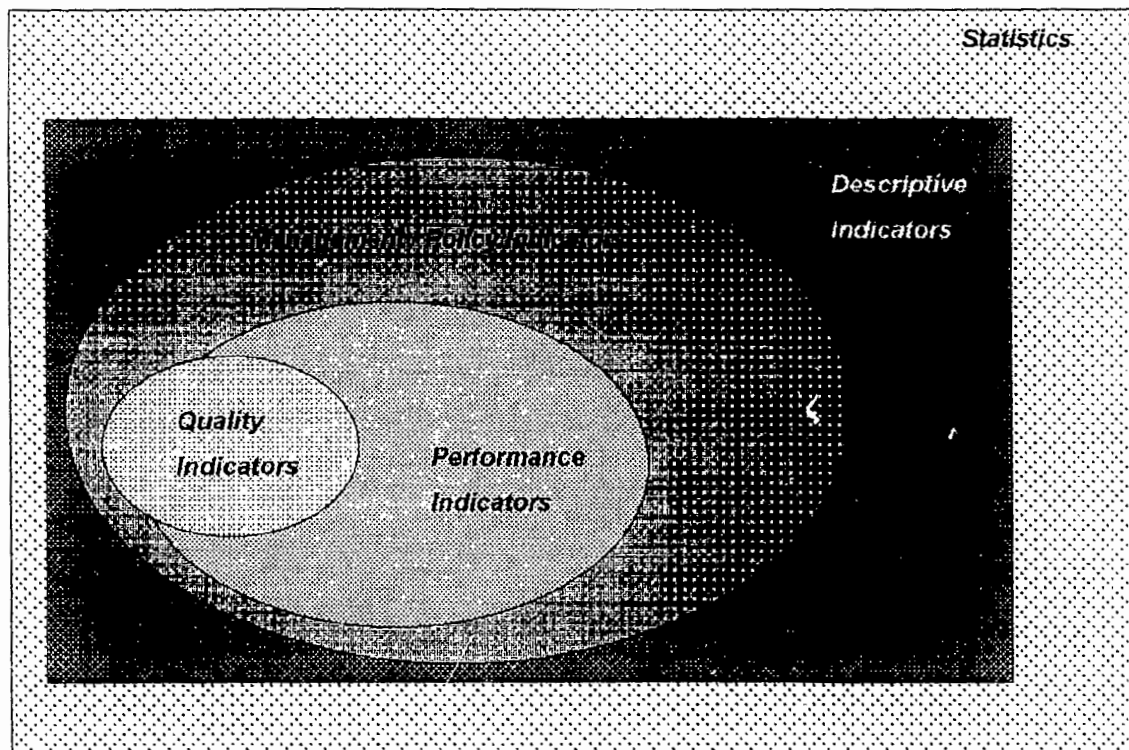 Statistics
Descriptive
Indicators
Quality
Indicators
Performance
Indicators